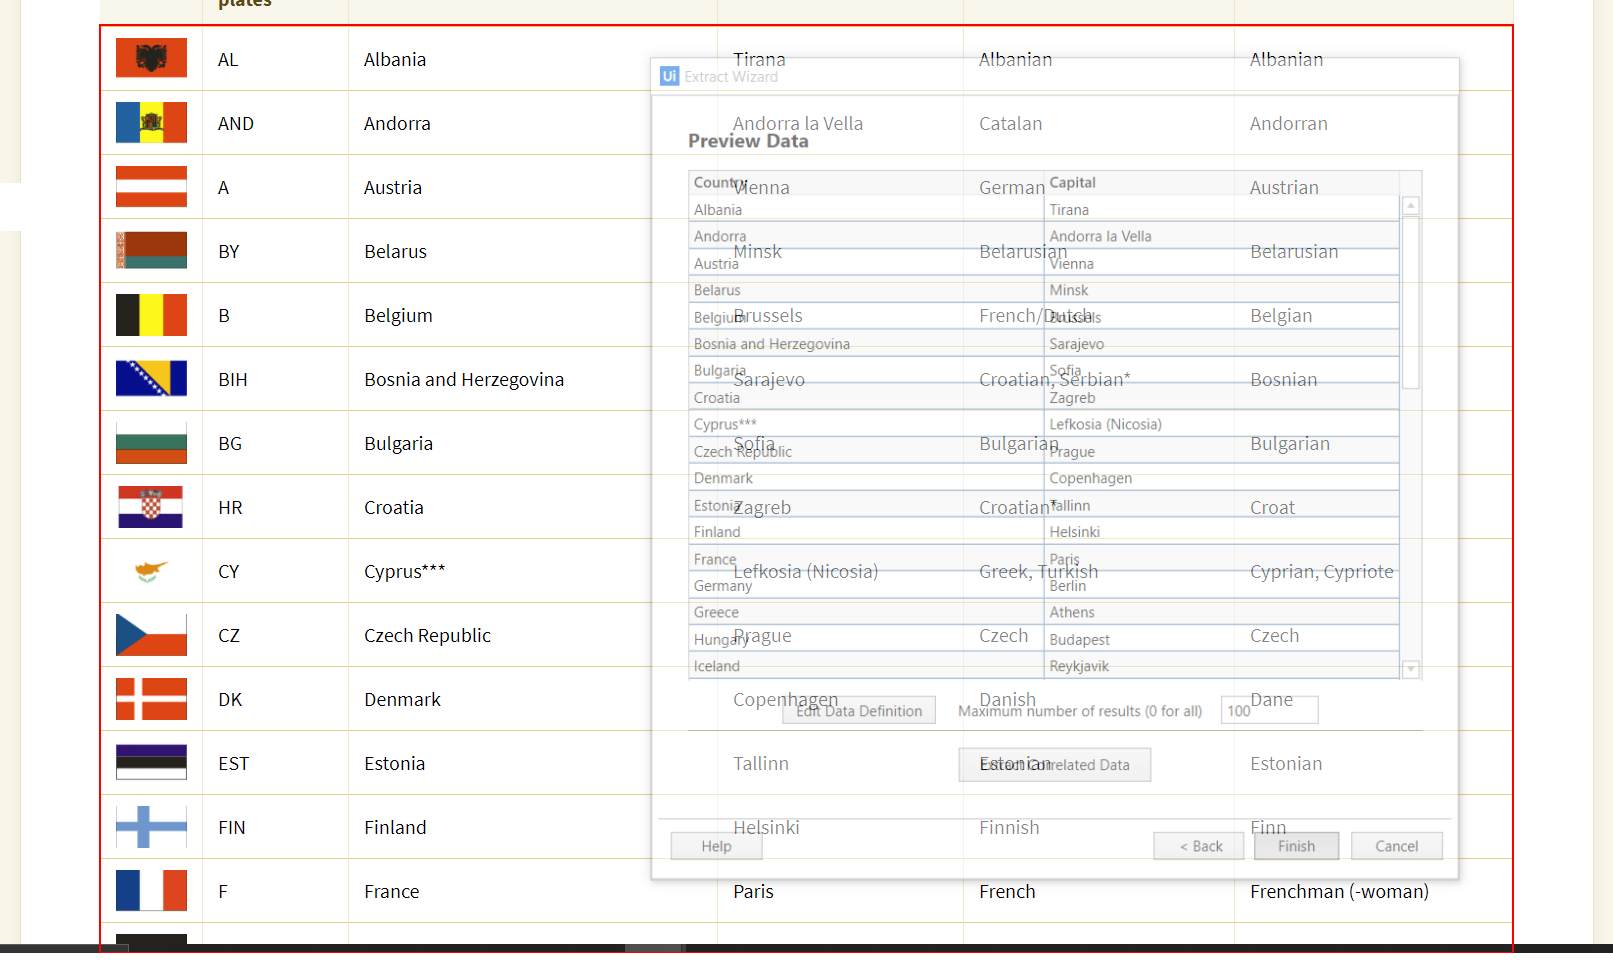 plates
AL Albania Tirana Albanian Albanian
Ui Extract Wizard
AND Andorra Andorra la Vella Catalan Andorran
Preview Data
Country Capital
A Austria Vienna German Austrian
Albania Tirana
Andorra Andorra la Vella
BY Belarus Minsk Belarusian Belarusian
Austria Vienna
Belarus Minsk
B Belgium Brussels French/Dutch Belgian
Belgium Brussels
Bosnia and Herzegovina Sarajevo
Bulgaria Sofia
BIH Bosnia and Herzegovina Sarajevo Croatian, Serbian* Bosnian
Croatia Zagreb
Cyprus*** Lefkosia (Nicosia)
BG Bulgaria Sofia Bulgarian Bulgarian
Czech Republic Prague
Denmark Copenhagen
Estonia Tallinn
HR Croatia Zagreb Croatian* Croat
Finland Helsinki
France Paris
CY Cyprus*** Lefkosia (Nicosia) Greek, Turkish Cyprian, Cypriote
Germany Berlin
Greece Athens
CZ Czech Republic Prague Czech Czech
Hungary Budapest
Iceland Reykjavik
DK Denmark Copenhagen Danish Dane
Edit Data Definition Maximum number of results (0 for all) 100
EST Estonia Tallinn Estonian Estonian
Extract Correlated Data
FIN Finland Helsinki Finnish Finn
Help < Back Finish Cancel
F France Paris French Frenchman (-woman)